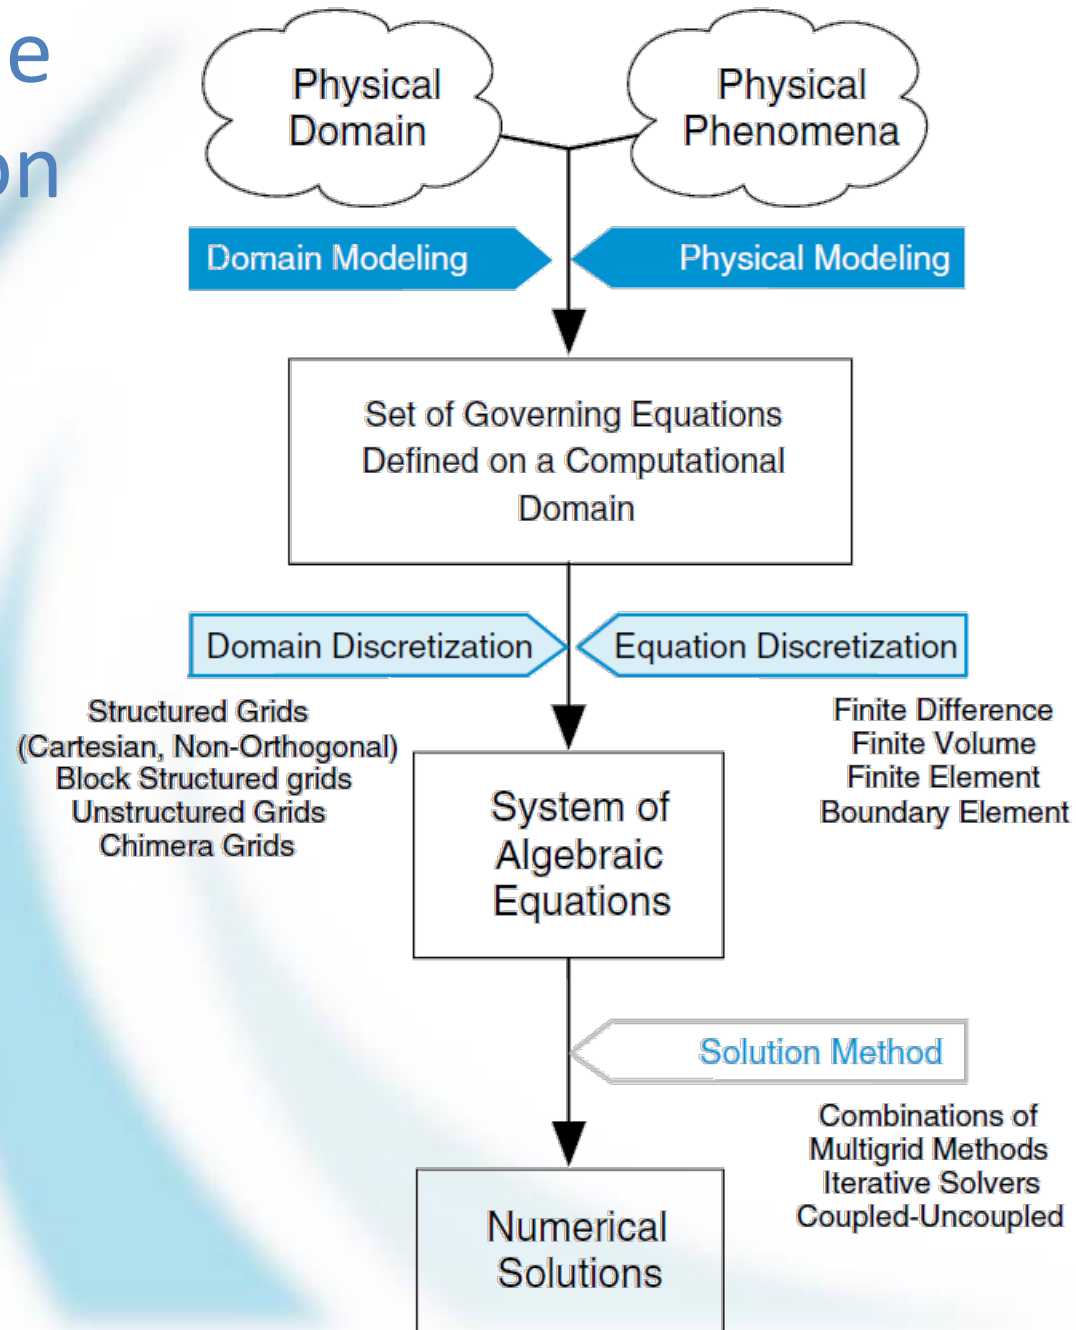 e
on
Physical
Domain
Physical
Phenomena
Domain Modeling
Physical Modeling
Set of Governing Equations
Defined on a Computational
Domain
Domain Discretization
Equation Discretization
Structured Grids
(Cartesian, Non-Orthogonal)
Block Structured grids
Unstructured Grids
Chimera Grids
Finite Difference
Finite Volume
Finite Element
Boundary Element
System of
Algebraic
Equations
Solution Method
Combinations of
Multigrid Methods
Iterative Solvers
Coupled-Uncoupled
Numerical
Solutions